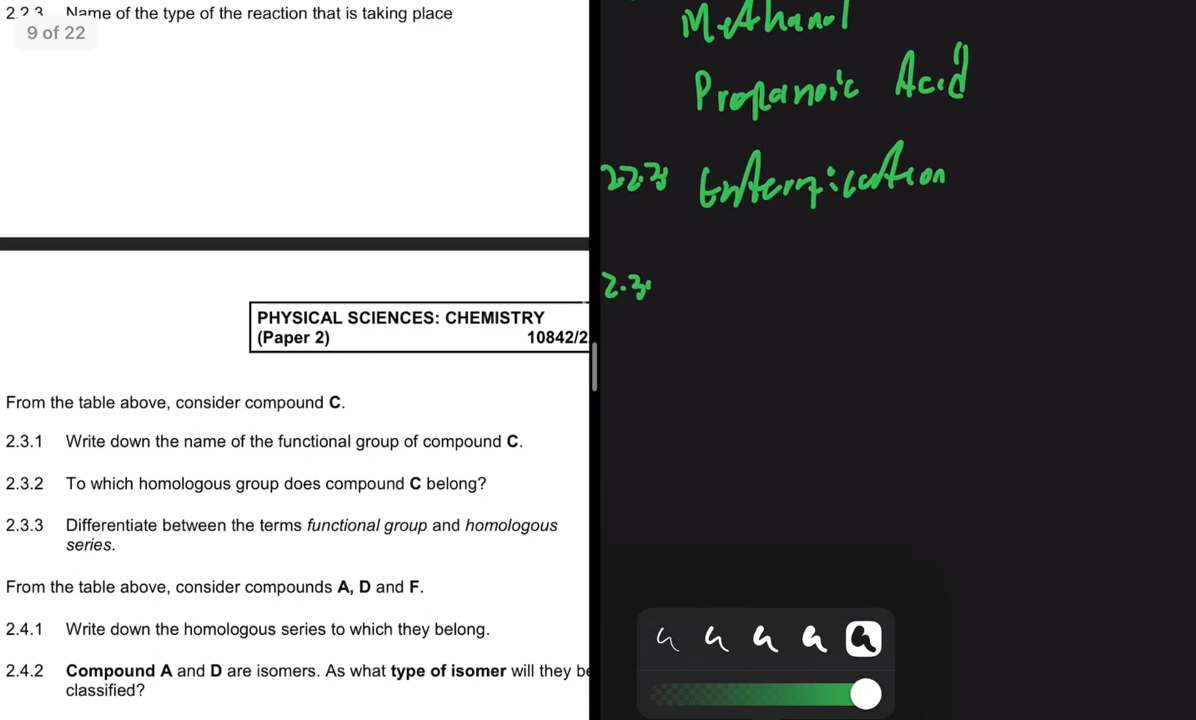 2.2.3 Name of the type of the reaction that is taking place
9 of 22
PHYSICAL SCIENCES: CHEMISTRY
(Paper 2) 10842/2
From the table above, consider compound C.
2.3.1 Write down the name of the functional group of compound C.
2.3.2 To which homologous group does compound C belong?
2.3.3 Differentiate between the terms functional group and homologous
series.
From the table above, consider compounds A, D and F.
2.4.1 Write down the homologous series to which they belong.
2.4.2 Compound A and D are isomers. As what type of isomer will they be
classified?
Methanol
Propanoic Acid
2.2.3
2.3